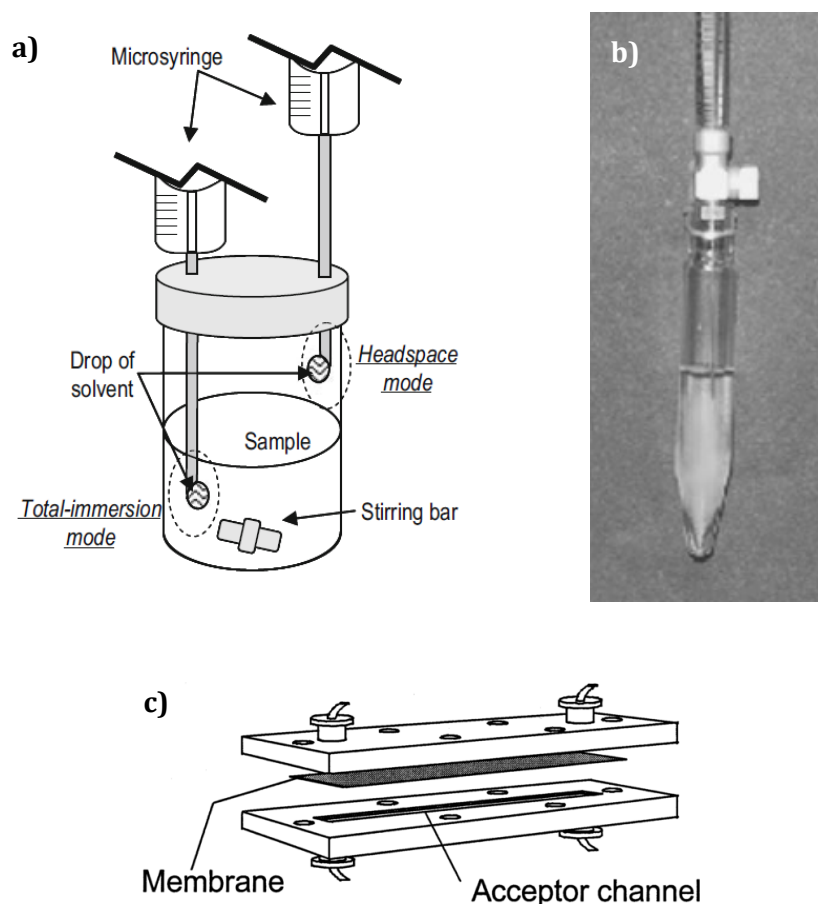 a)
Microsyringe
Drop of
solvent
Headspace
mode
Sample
Total-immersion
mode
Stirring bar
b)
c)
Membrane
Acceptor channel